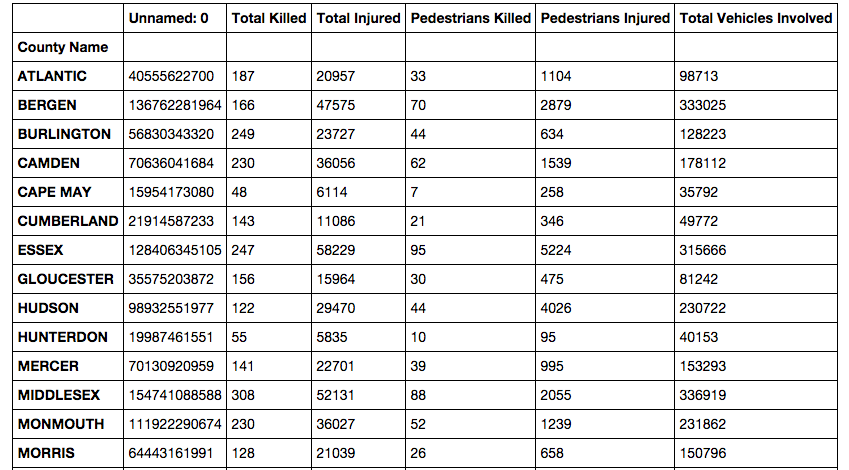 Unnamed: 0 Total Killed Total Injured Pedestrians Killed Pedestrians Injured Total Vehicles Involved
County Name
ATLANTIC 40555622700 187 20957 33 1104 98713
BERGEN 136762281964 166 47575 70 2879 333025
BURLINGTON 56830343320 249 23727 44 634 128223
CAMDEN 70636041684 230 36056 62 1539 178112
CAPE MAY 15954173080 48 6114 7 258 35792
CUMBERLAND 21914587233 143 11086 21 346 49772
ESSEX 128406345105 247 58229 95 5224 315666
GLOUCESTER 35575203872 156 15964 30 475 81242
HUDSON 98932551977 122 29470 44 4026 230722
HUNTERDON 19987461551 55 5835 10 95 40153
MERCER 70130920959 141 22701 39 995 153293
MIDDLESEX 154741088588 308 52131 88 2055 336919
MONMOUTH 111922290674 230 36027 52 1239 231862
MORRIS 64443161991 128 21039 26 658 150796